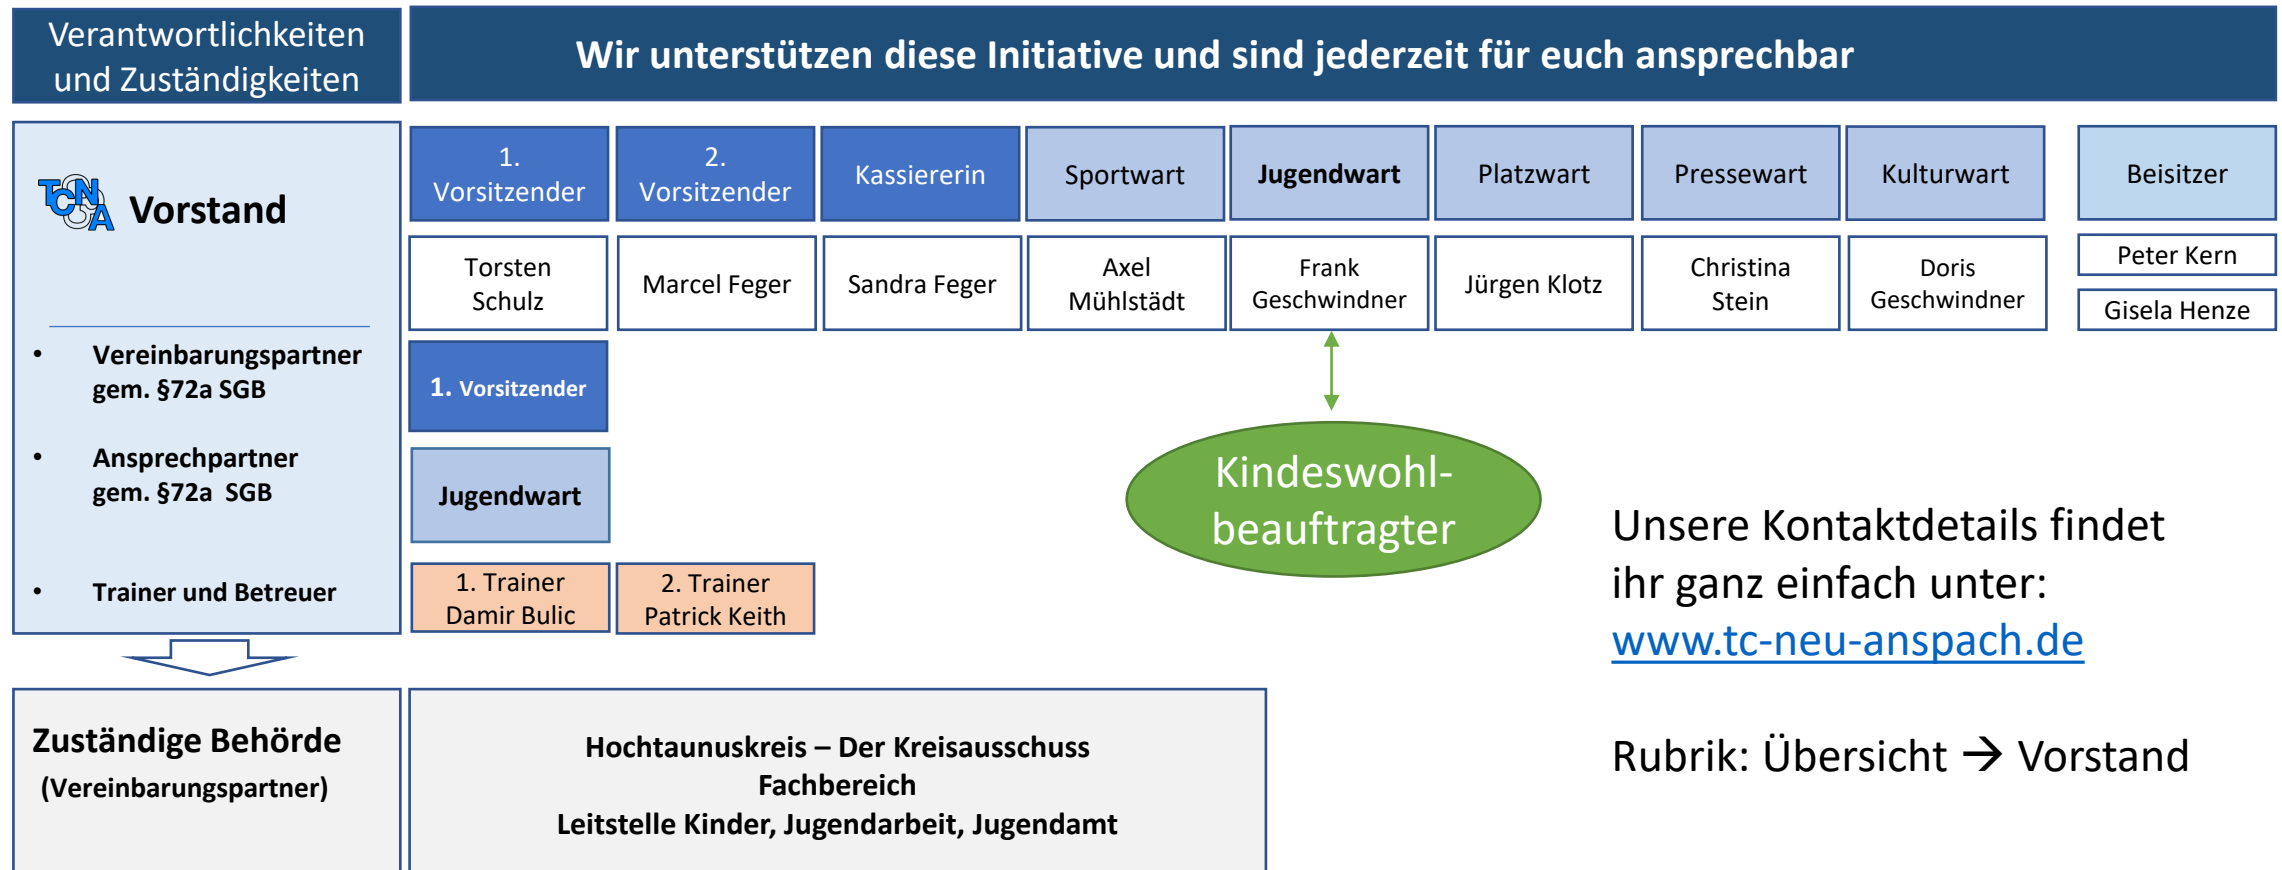 Verantwortlichkeiten
und Zuständigkeiten
Wir unterstützen diese Initiative und sind jederzeit für euch ansprechbar
TCNA
Vorstand
1.
Vorsitzender
2.
Vorsitzender
Kassiererin
Sportwart
Jugendwart
Platzwart
Pressewart
Kulturwart
Beisitzer
Torsten
Schulz
Marcel Feger
Sandra Feger
Axel
Mühlstädt
Frank
Geschwindner
Jürgen Klotz
Christina
Stein
Doris
Geschwindner
Peter Kern
Gisela Henze
• Vereinbarungspartner
gem. §72a SGB
1. Vorsitzender
• Ansprechpartner
gem. §72a  SGB
Jugendwart
• Trainer und Betreuer
1. Trainer
Damir Bulic
2. Trainer
Patrick Keith
Kindeswohl-
beauftragter
Unsere Kontaktdetails findet
ihr ganz einfach unter:
www.tc-neu-anspach.de
Rubrik: Übersicht → Vorstand
Zuständige Behörde
(Vereinbarungspartner)
Hochtaunuskreis – Der Kreisausschuss
Fachbereich
Leitstelle Kinder, Jugendarbeit, Jugendamt